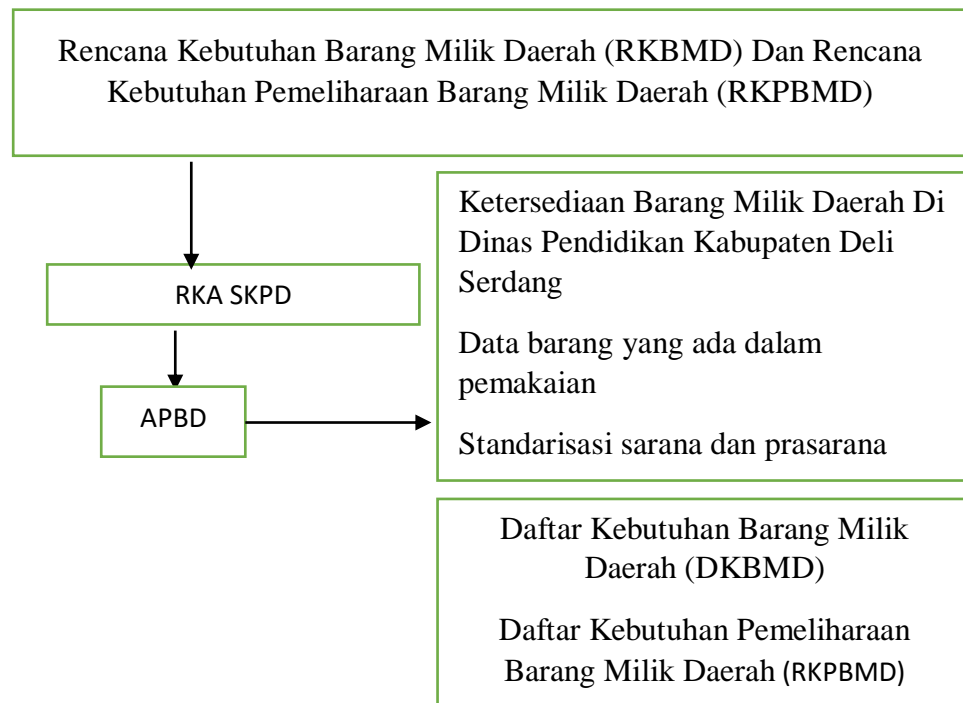 Rencana Kebutuhan Barang Milik Daerah (RKBMD) Dan Rencana
Kebutuhan Pemeliharaan Barang Milik Daerah (RKPBMD)
Ketersediaan Barang Milik Daerah Di
Dinas Pendidikan Kabupaten Deli
Serdang
Data barang yang ada dalam
pemakaian
Standarisasi sarana dan prasarana
RKA SKPD
APBD
Daftar Kebutuhan Barang Milik
Daerah (DKBMD)
Daftar Kebutuhan Pemeliharaan
Barang Milik Daerah (RKPBMD)